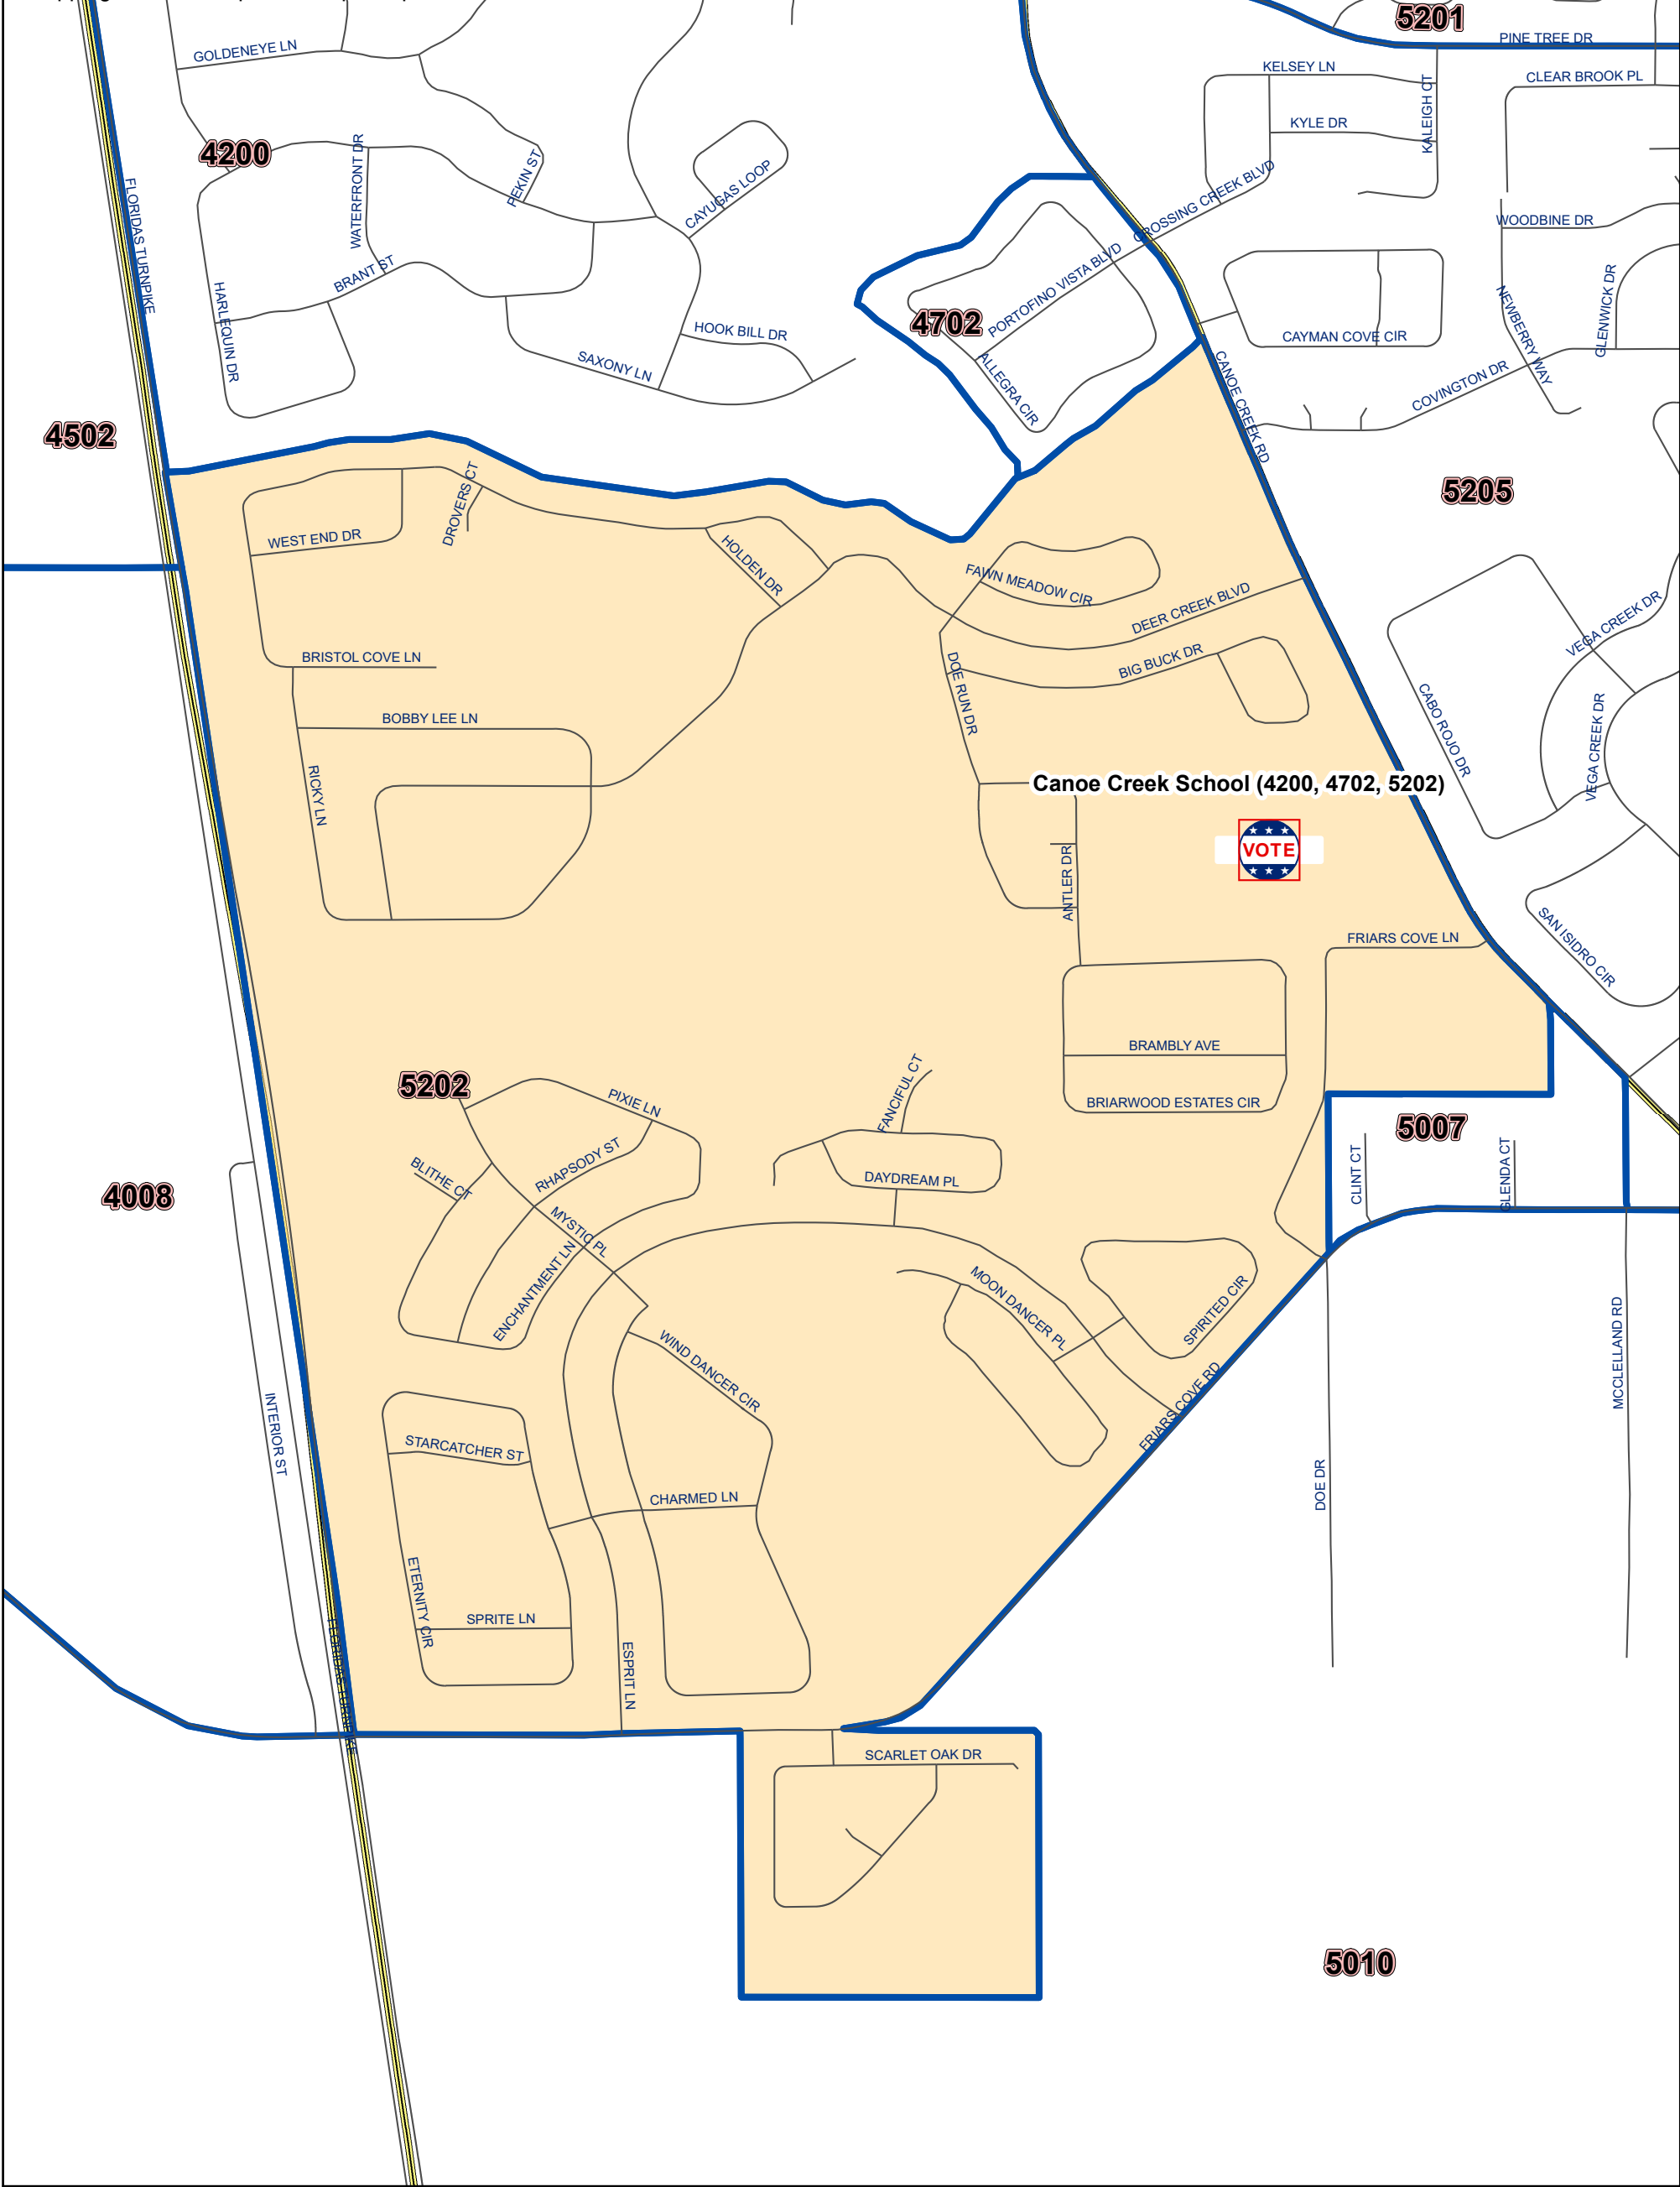 5201
PINE TREE DR
GOLDENEYE LN
KELSEY LN
CLEAR BROOK PL
KALEIGH CT
KYLE DR
4200
WATERFRONT DR
PEKIN ST
CAYUGAS LOOP
FLORIDAS TURNPIKE
CROSSING CREEK BLVD
WOODBINE DR
BRANT ST
HARLEQUIN DR
PORTOFINO VISTA BLVD
4702
HOOK BILL DR
CAYMAN COVE CIR
NEWBERRY WAY
GLENWICK DR
SAXONY LN
ALLEGRA CIR
CANOE CREEK RD
COVINGTON DR
4502
5205
DROVERS CT
WEST END DR
HOLDEN DR
FAWN MEADOW CIR
DEER CREEK BLVD
VEGA CREEK DR
BRISTOL COVE LN
DOE RUN DR
BIG BUCK DR
BOBBY LEE LN
CABO ROJO DR
VEGA CREEK DR
RICKY LN
Canoe Creek School (4200, 4702, 5202)
VOTE
ANTLER DR
FRIARS COVE LN
SAN ISIDRO CIR
BRAMBLY AVE
5202
PIXIE LN
FANCIFUL CT
BRIARWOOD ESTATES CIR
5007
RHAPSODY ST
BLITHE CT
DAYDREAM PL
CLINT CT
GLENDA CT
4008
MYSTIC PL
ENCHANTMENT LN
MOON DANCER PL
SPIRITED CIR
WIND DANCER CIR
MCCLELLAND RD
INTERIOR ST
FRIARS COVE RD
STARCATCHER ST
DOE DR
CHARMED LN
ETERNITY CIR
SPRITE LN
ESPRIT LN
FLORIDAS TURNPIKE
SCARLET OAK DR
5010